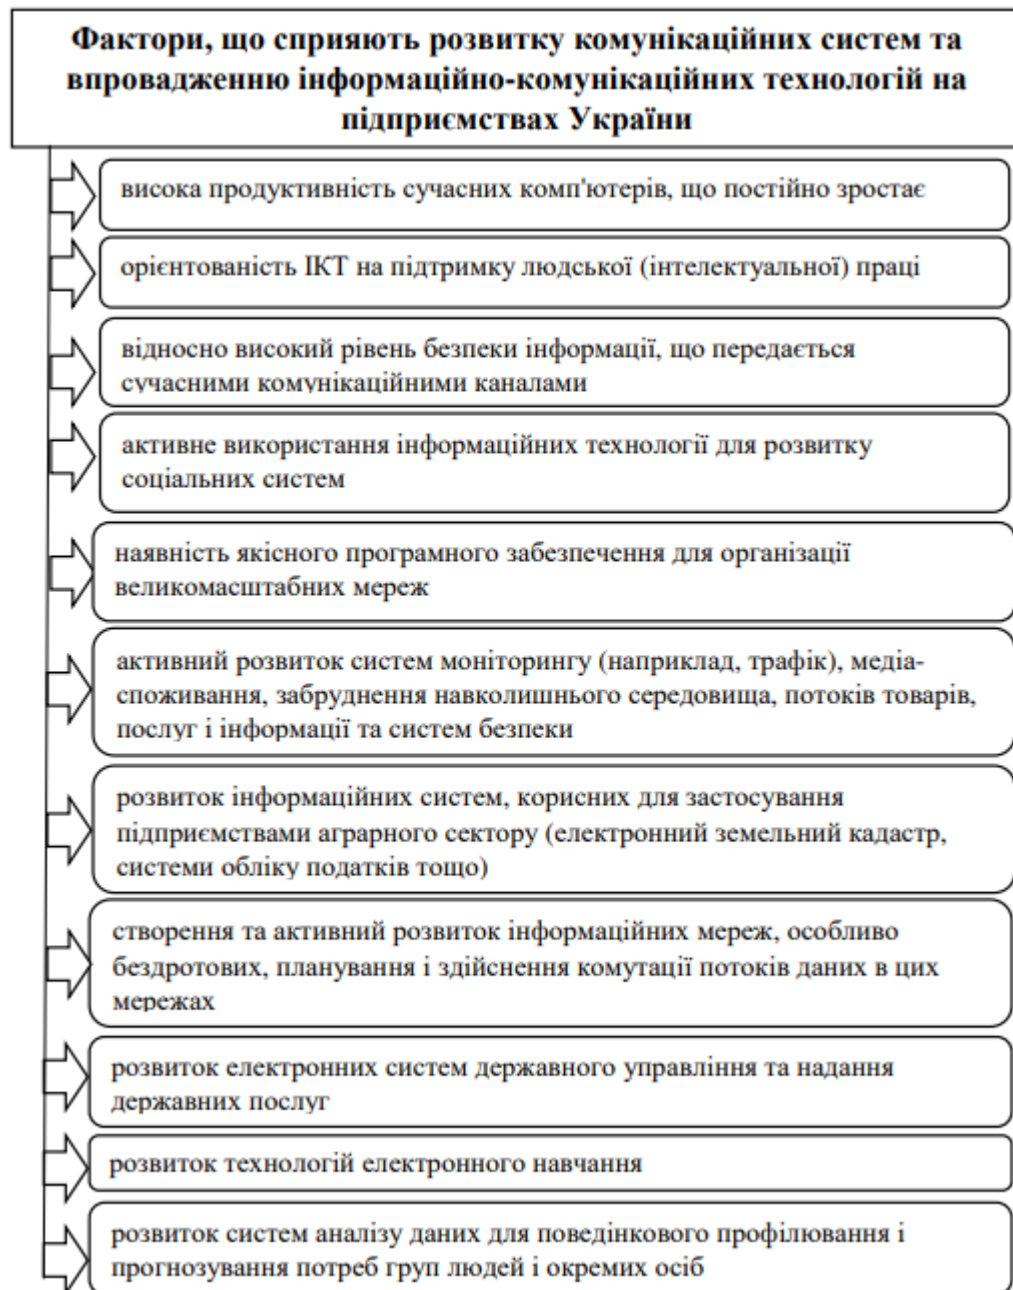 Фактори, що сприяють розвитку комунікаційних систем та
впровадженню інформаційно-комунікаційних технологій на
підприємствах України
висока продуктивність сучасних комп'ютерів, що постійно зростає
орієнтованість ІКТ на підтримку людської (інтелектуальної) праці
відносно високий рівень безпеки інформації, що передається
сучасними комунікаційними каналами
активне використання інформаційних технології для розвитку
соціальних систем
наявність якісного програмного забезпечення для організації
великомасштабних мереж
активний розвиток систем моніторингу (наприклад, трафік), медіа-
споживання, забруднення навколишнього середовища, потоків товарів,
послуг і інформації та систем безпеки
розвиток інформаційних систем, корисних для застосування
підприємствами аграрного сектору (електронний земельний кадастр,
системи обліку податків тощо)
створення та активний розвиток інформаційних мереж, особливо
бездротових, планування і здійснення комутації потоків даних в цих
мережах
розвиток електронних систем державного управління та надання
державних послуг
розвиток технологій електронного навчання
розвиток систем аналізу даних для поведінкового профілювання і
прогнозування потреб груп людей і окремих осіб